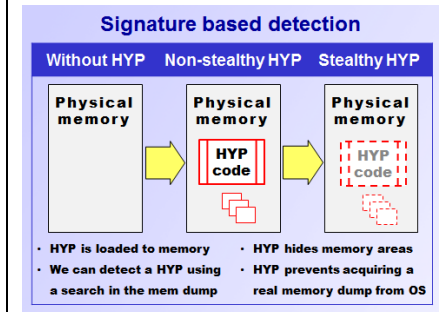 Signature based detection
Without HYP Non-stealthy HYP Stealthy HYP
Physical memory
Physical memory
Physical memory
HYP code
HYP code
· HYP is loaded to memory
· We can detect a HYP using
a search in the mem dump
· HYP hides memory areas
· HYP prevents acquiring a
real memory dump from OS